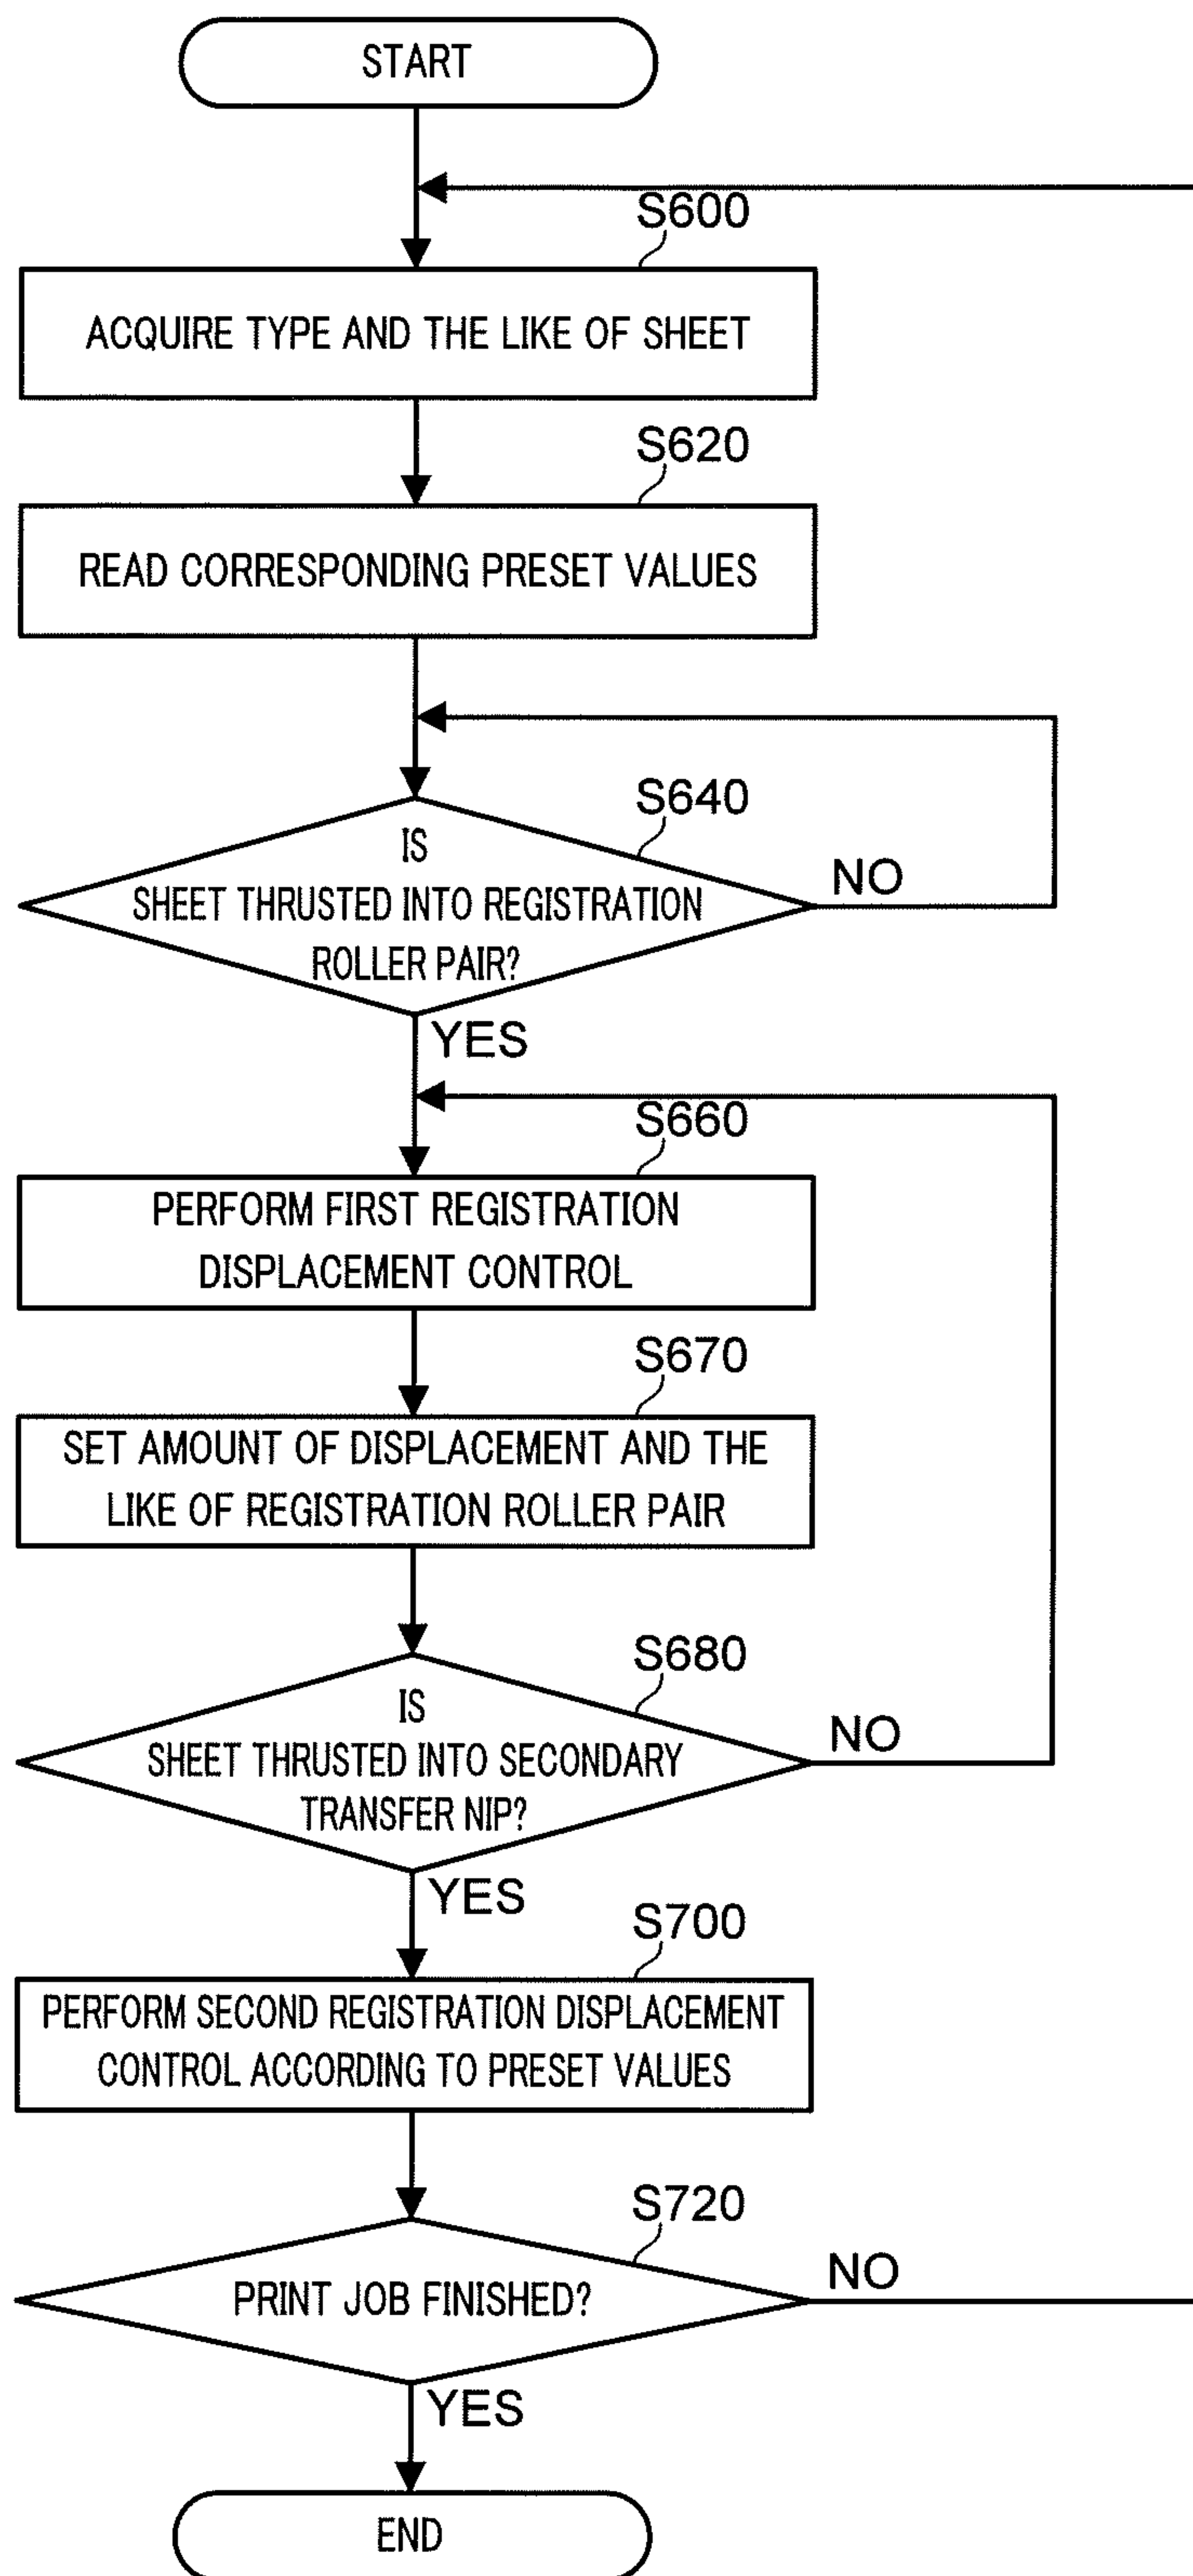 START
S600
ACQUIRE TYPE AND THE LIKE OF SHEET
S620
READ CORRESPONDING PRESET VALUES
S640
IS
SHEET THRUSTED INTO REGISTRATION
ROLLER PAIR?
NO
YES
S660
PERFORM FIRST REGISTRATION
DISPLACEMENT CONTROL
S670
SET AMOUNT OF DISPLACEMENT AND THE
LIKE OF REGISTRATION ROLLER PAIR
S680
IS
SHEET THRUSTED INTO SECONDARY
TRANSFER NIP?
NO
YES
S700
PERFORM SECOND REGISTRATION DISPLACEMENT
CONTROL ACCORDING TO PRESET VALUES
S720
PRINT JOB FINISHED?
NO
YES
END